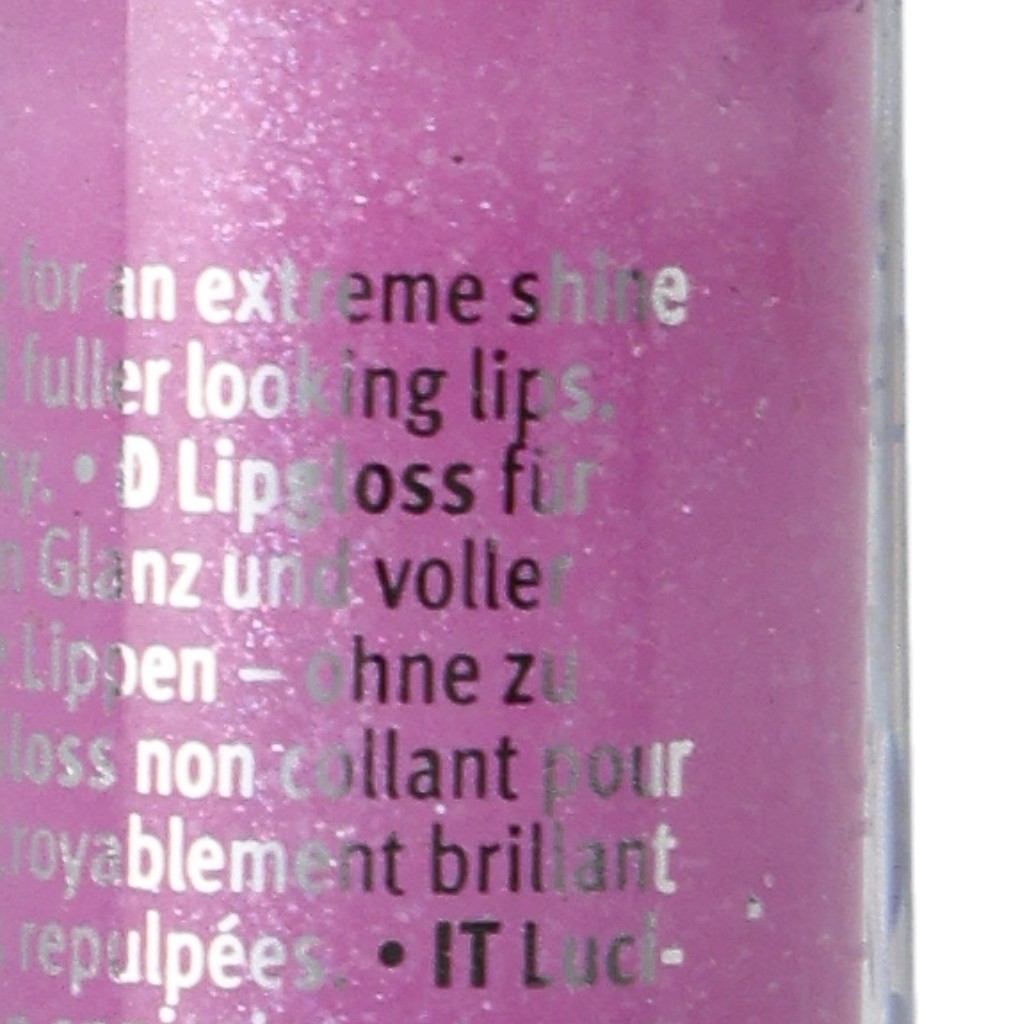 for an extreme shine
fuller looking lips.
• D Lipgloss für
Glanz und voller
Lippen – ohne zu
loss non collant pour
croyablement brillant
repulpées. • IT Luci-